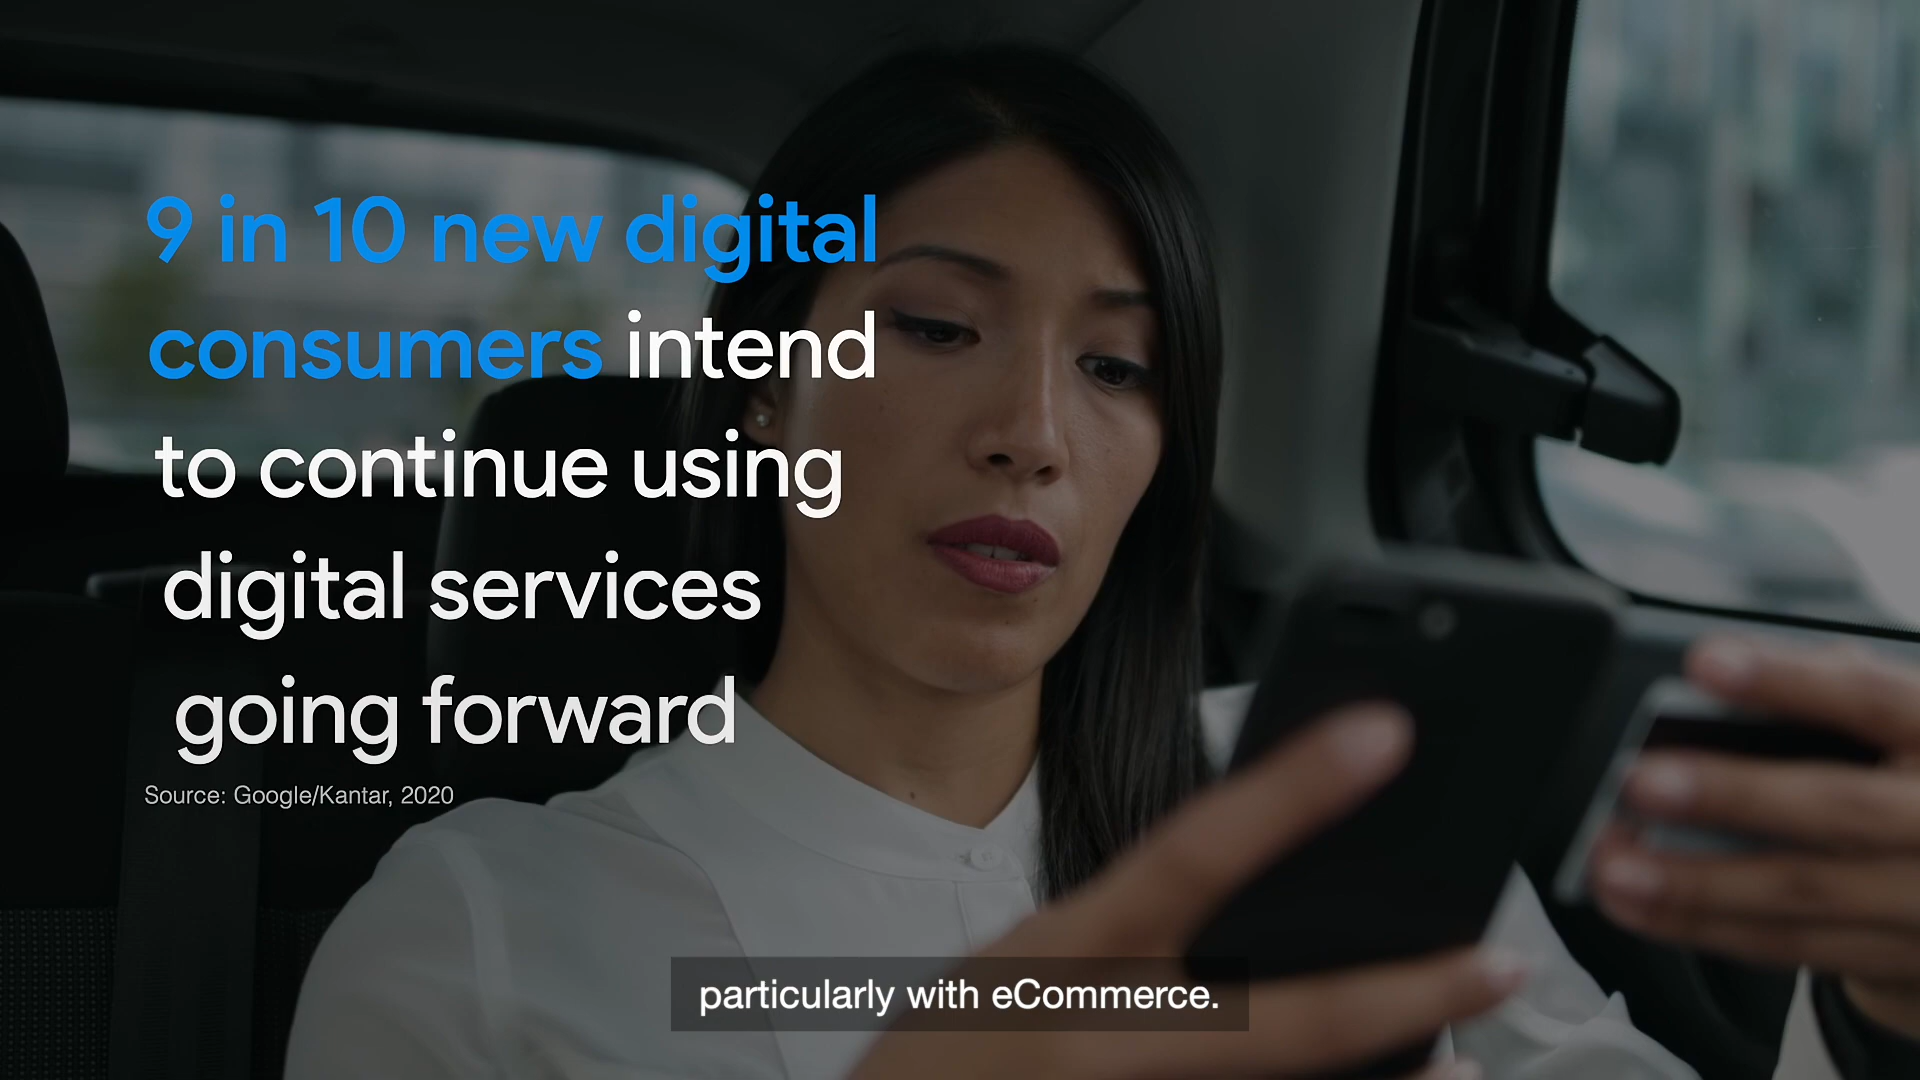 9 in 10 new digital
consumers intend
to continue using
digital services
going forward
Source: Google/Kantar, 2020
particularly with eCommerce.